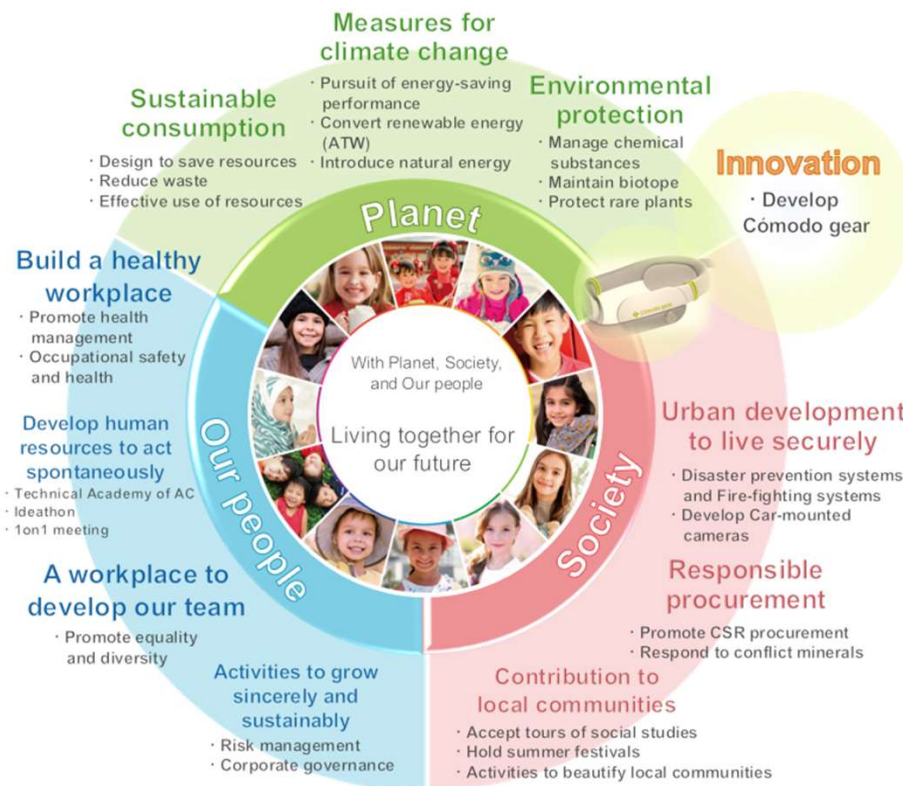 Measures for
climate change
· Pursuit of energy-saving
performance
· Convert renewable energy
(ATW)
· Introduce natural energy
Sustainable
consumption
· Design to save resources
· Reduce waste
· Effective use of resources
Environmental
protection
· Manage chemical
substances
· Maintain biotope
· Protect rare plants
Innovation
· Develop
Cómodo gear
Planet
Build a healthy
workplace
· Promote health
management
· Occupational safety
and health
With Planet, Society,
and Our people
Living together for
our future
Develop human
resources to act
spontaneously
· Technical Academy of AC
· Ideathon
· 1on1 meeting
Our people
Society
Urban development
to live securely
· Disaster prevention systems
and Fire-fighting systems
· Develop Car-mounted
cameras
A workplace to
develop our team
· Promote equality
and diversity
Responsible
procurement
· Promote CSR procurement
· Respond to conflict minerals
Activities to grow
sincerely and
sustainably
· Risk management
· Corporate governance
Contribution to
local communities
· Accept tours of social studies
· Hold summer festivals
· Activities to beautify local communities